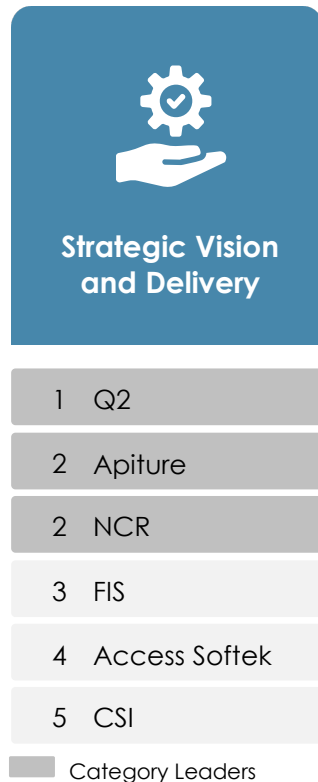 Strategic Vision
and Delivery
1 Q2
2 Apiture
2 NCR
3 FIS
4 Access Softek
5 CSI
Category Leaders